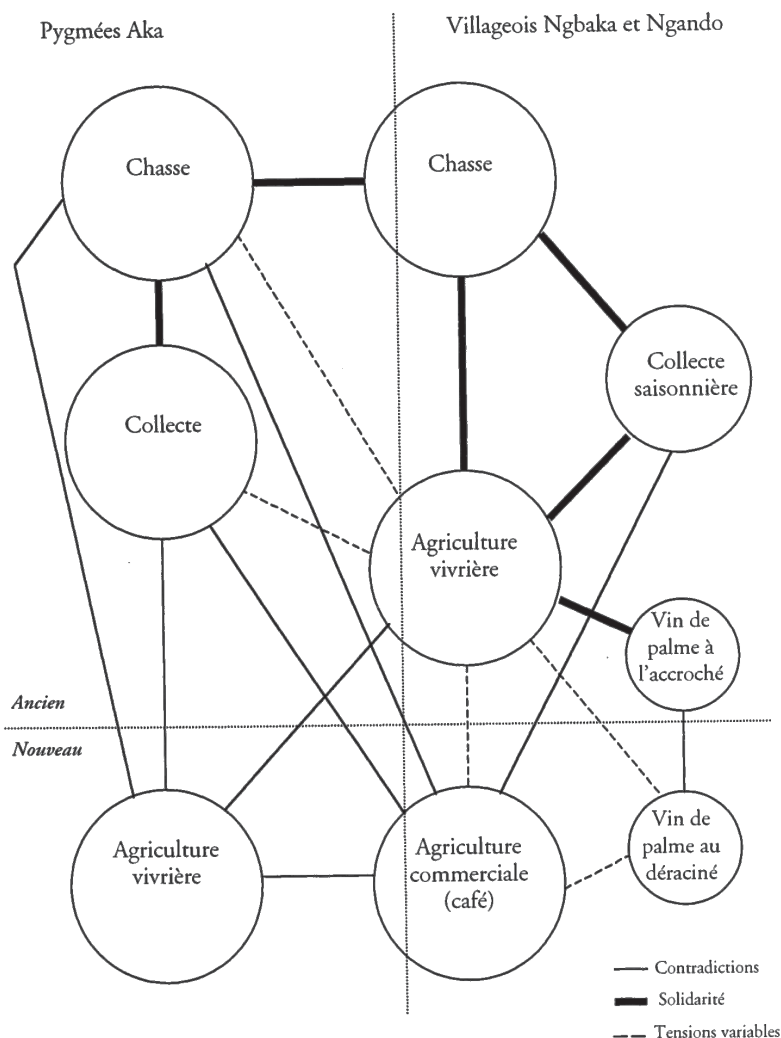 Pygmées Aka
Villageois Ngbaka et Ngando
Chasse
Chasse
Collecte
saisonnière
Collecte
Agriculture
vivrière
Vin de
palme à
l'accroché
Ancien
Nouveau
Agriculture
vivrière
Agriculture
commerciale
(café)
Vin de
palme au
déraciné
Contradictions
Solidarité
Tensions variables